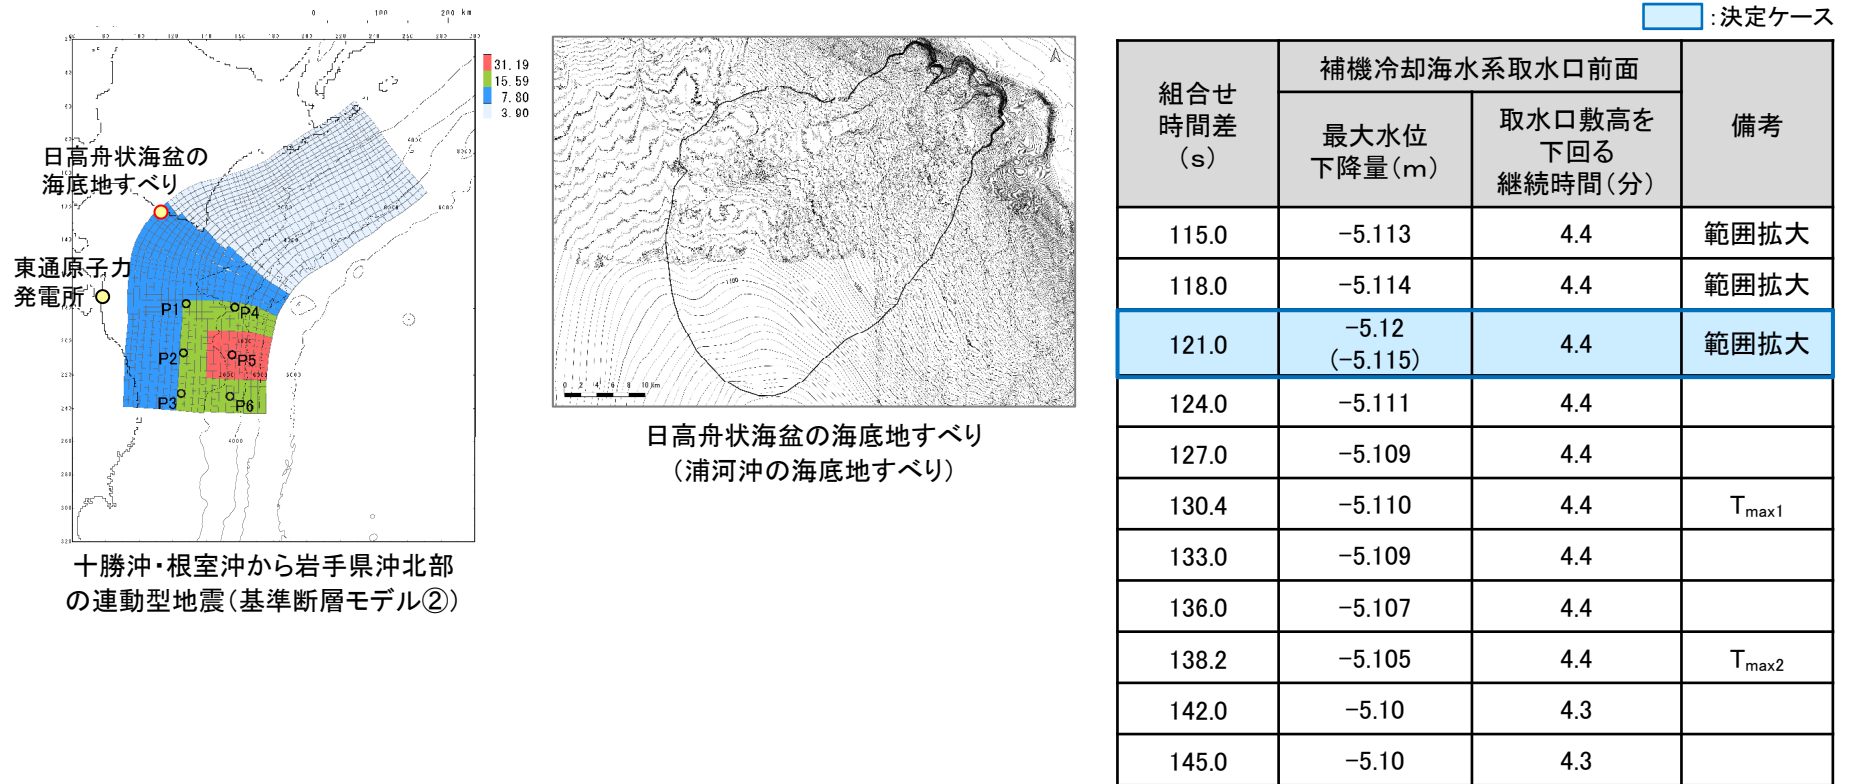 :決定ケース
0 100 200 km
31.19
15.59
7.80
3.90
日高舟状海盆の
海底地すべり
東通原子力
発電所
P1
P4
P2
P5
P3
P6
十勝沖・根室沖から岩手県沖北部
の連動型地震(基準断層モデル②)
0 2 4 6 8 10 km
日高舟状海盆の海底地すべり
(浦河沖の海底地すべり)
組合せ
時間差
(s)
補機冷却海水系取水口前面
最大水位
下降量(m)
取水口敷高を
下回る
継続時間(分)
備考
115.0 -5.113 4.4 範囲拡大
118.0 -5.114 4.4 範囲拡大
121.0 -5.12 (-5.115) 4.4 範囲拡大
124.0 -5.111 4.4
127.0 -5.109 4.4
130.4 -5.110 4.4 Tmax1
133.0 -5.109 4.4
136.0 -5.107 4.4
138.2 -5.105 4.4 Tmax2
142.0 -5.10 4.3
145.0 -5.10 4.3